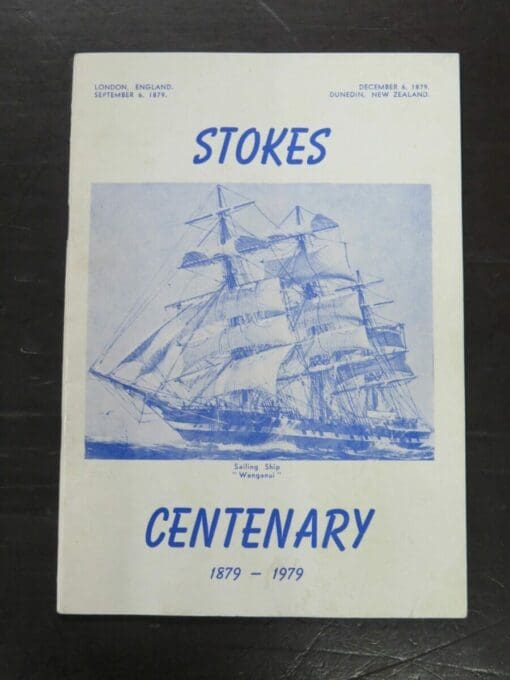 LONDON, ENGLAND.
SEPTEMBER 6, 1879.
DECEMBER 6, 1879.
DUNEDIN, NEW ZEALAND.
STOKES
Sailing Ship
"Wanganui"
CENTENARY
1879 – 1979